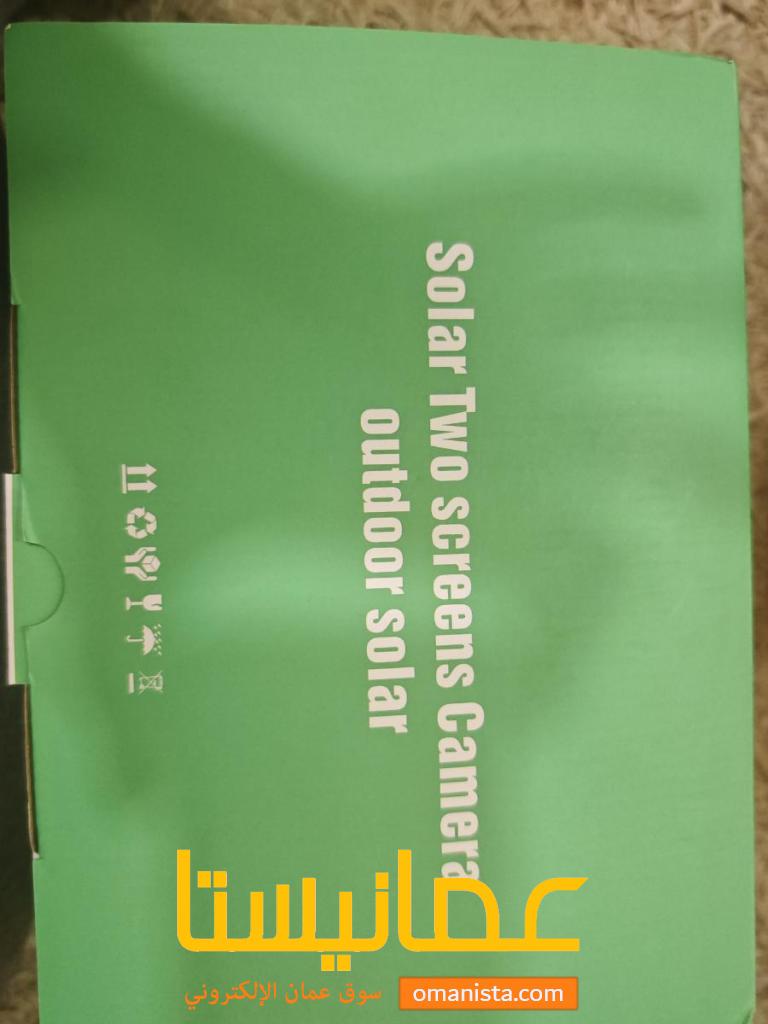 Solar Two screens Camera
outdoor solar
عمانيستا
سوق عمان الإلكتروني
omanista.com